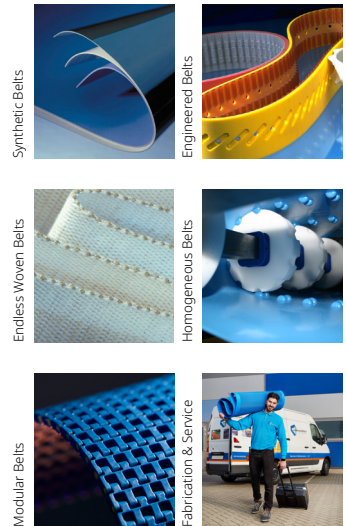 Synthetic Belts
Engineered Belts
Endless Woven Belts
Homogeneous Belts
Modular Belts
Fabrication & Service